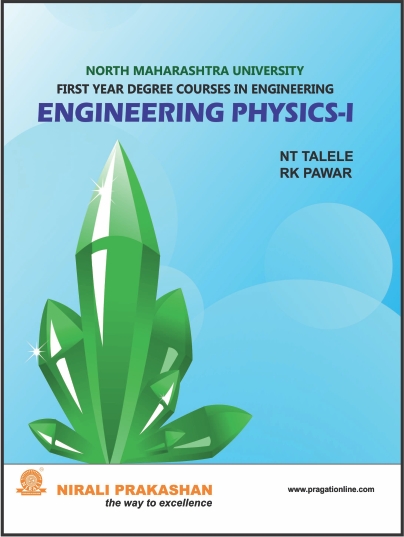 NORTH MAHARASHTRA UNIVERSITY
FIRST YEAR DEGREE COURSES IN ENGINEERING
ENGINEERING PHYSICS-I
NT TALELE
RK PAWAR
NIRALI PRAKASHAN
the way to excellence
www.pragationline.com